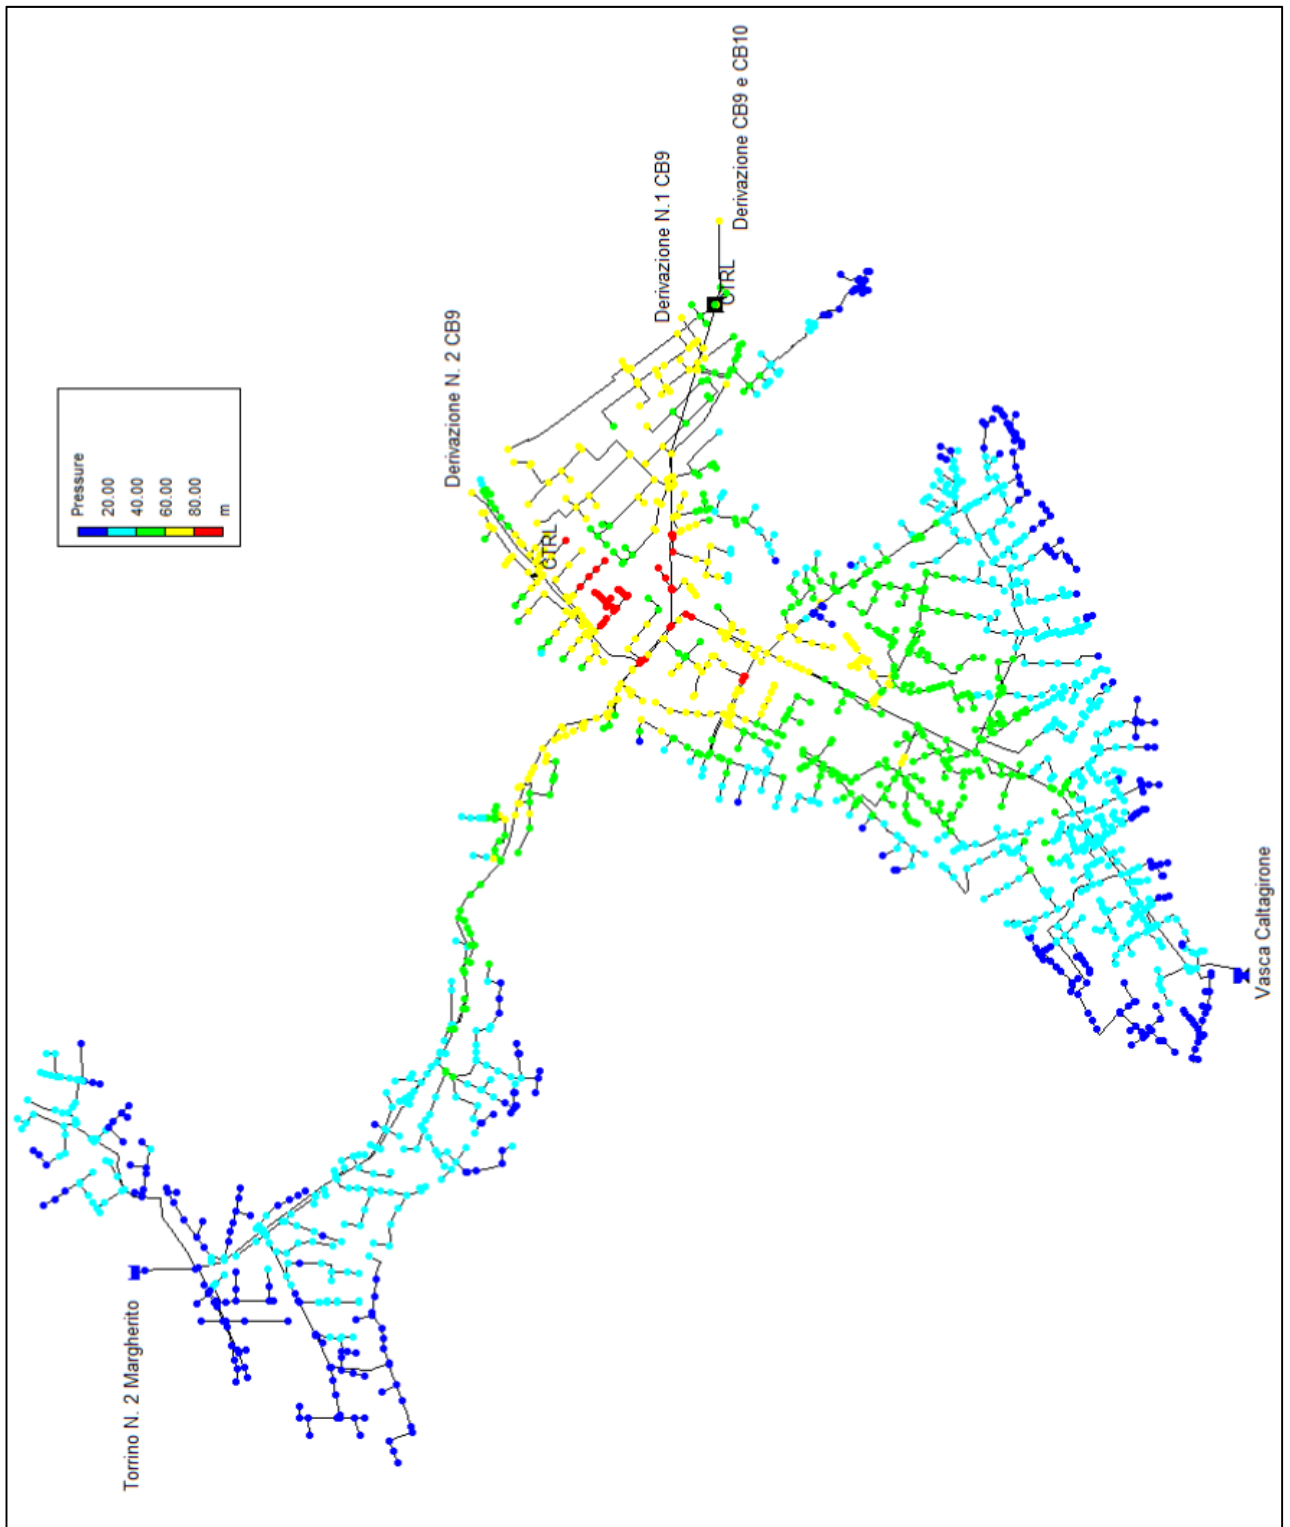 Pressure
20.00
40.00
60.00
80.00
m
Derivazione CB9 e CB10
Derivazione N.1 CB9
CTRL
Derivazione N. 2 CB9
CTRL
Vasca Caltagirone
Torrino N. 2 Margherito